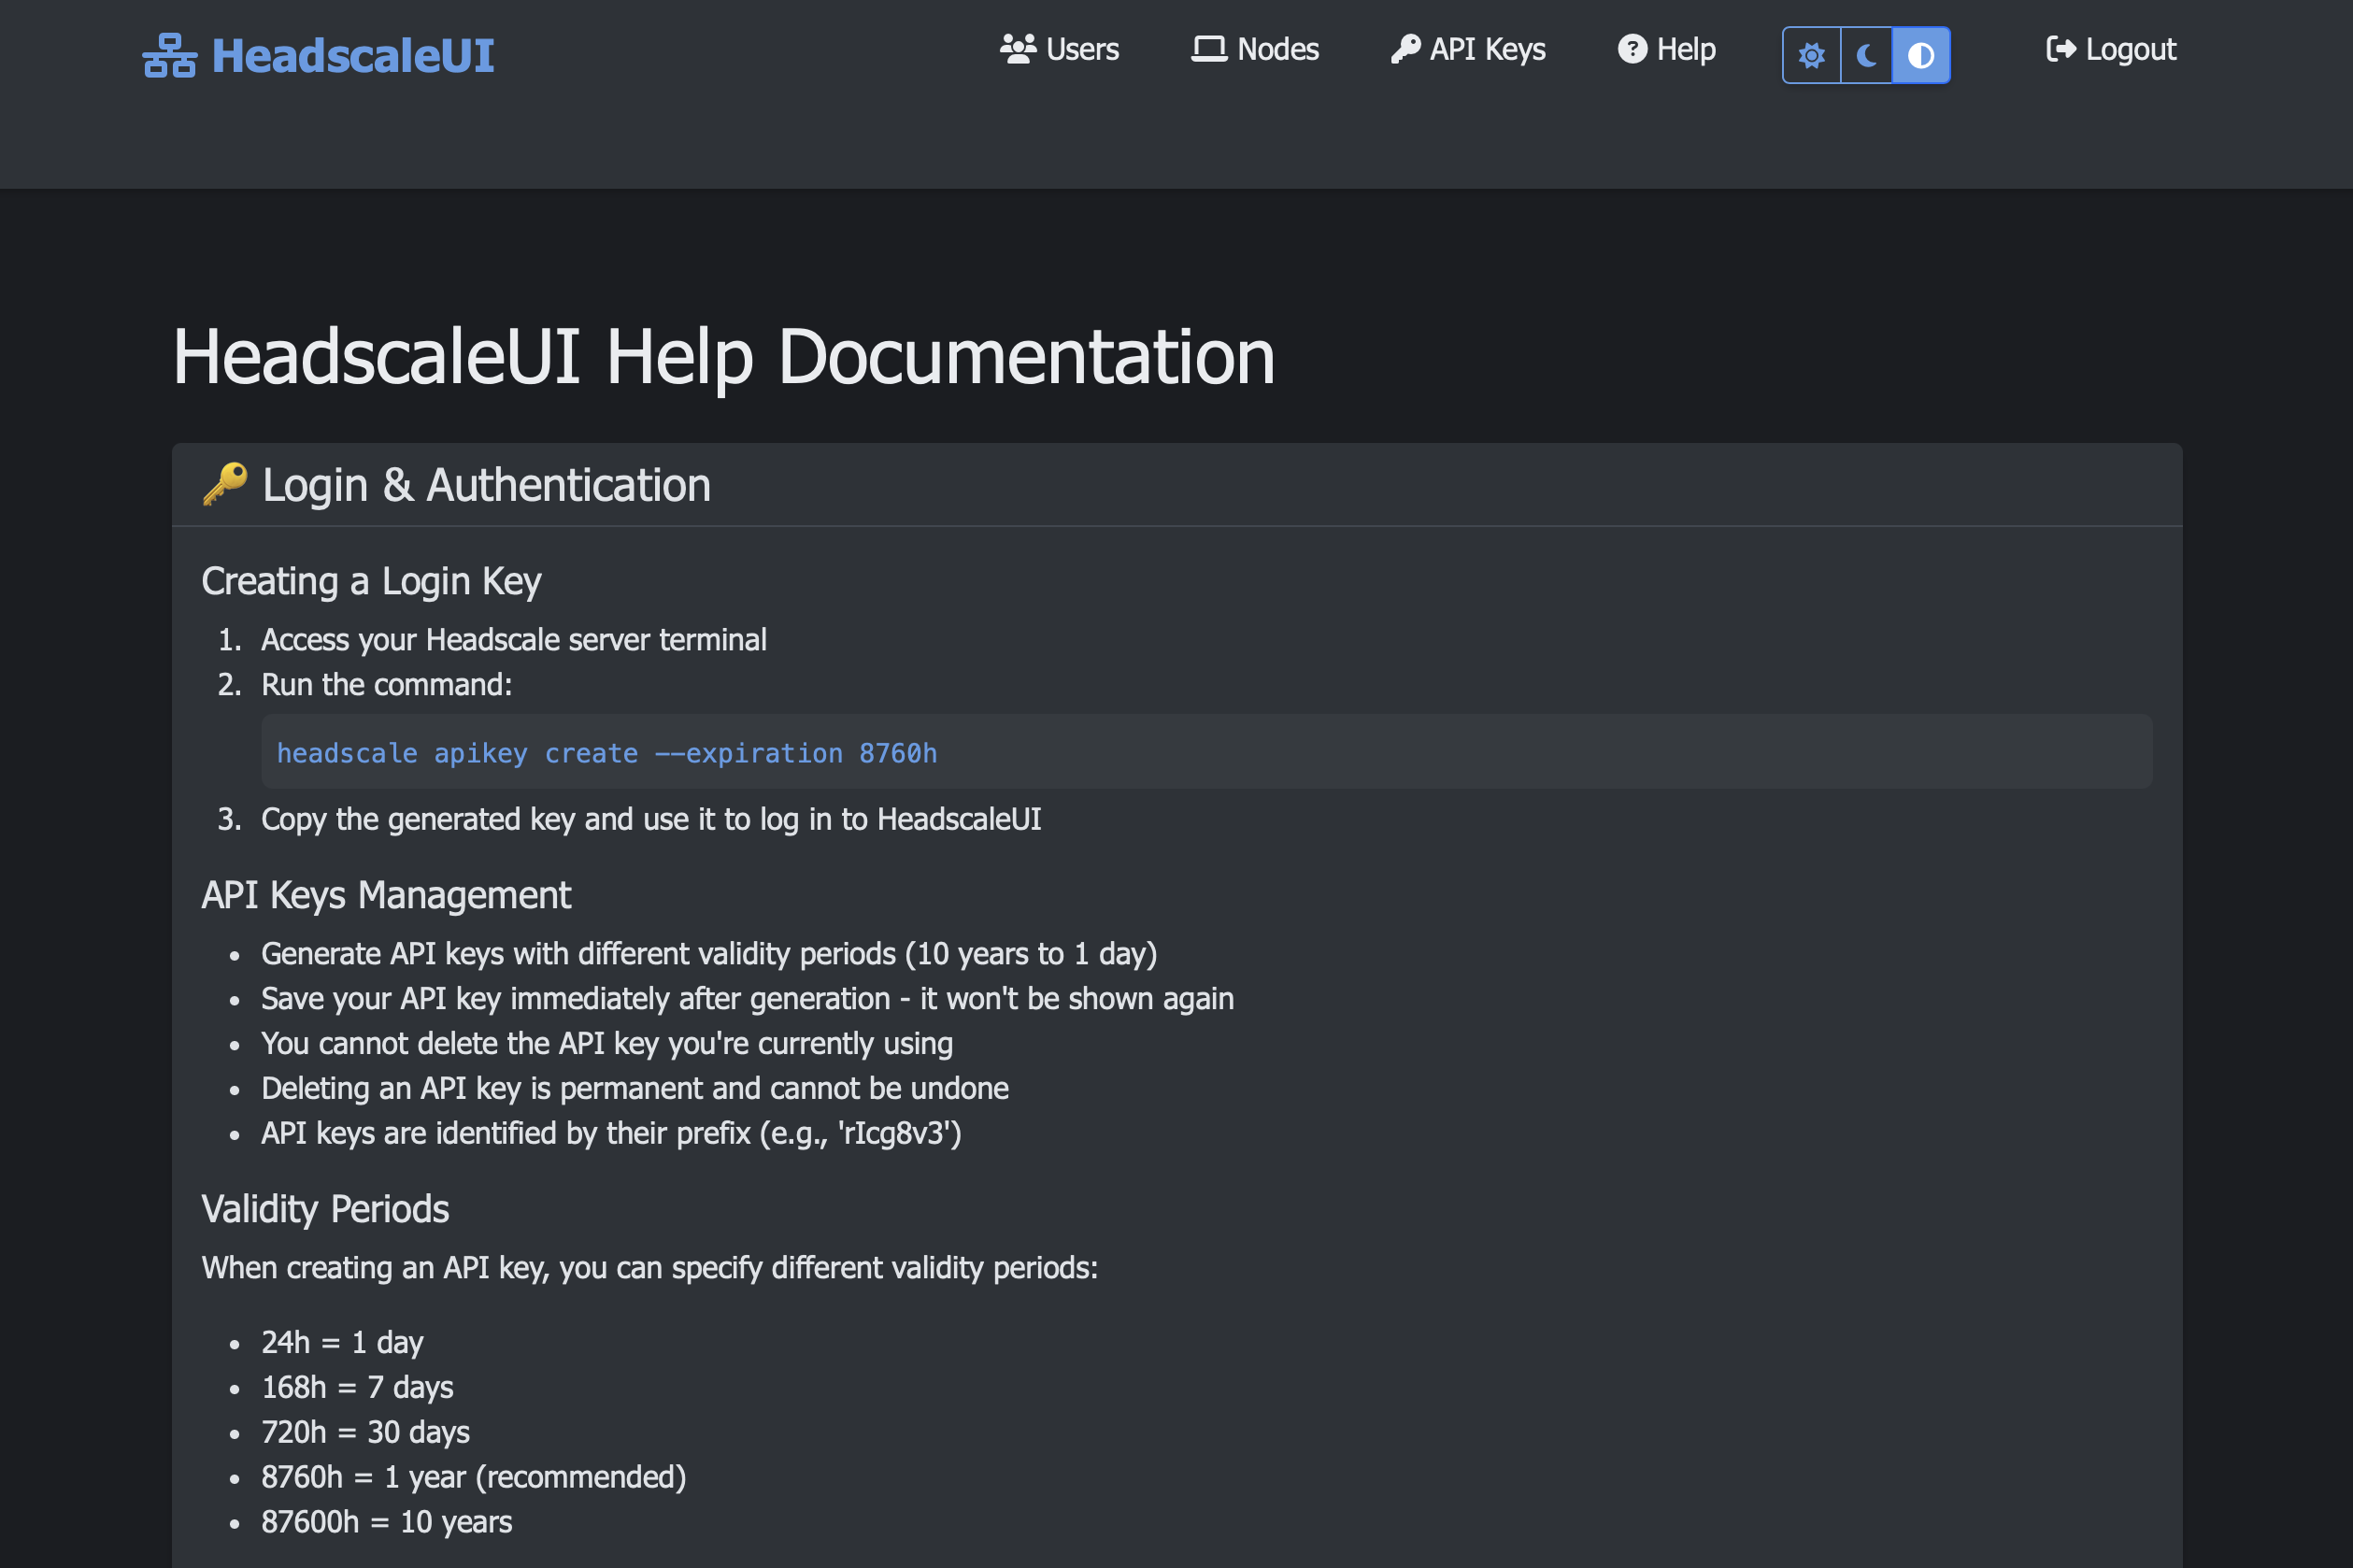 HeadscaleUI
Users
Nodes
API Keys
Help
Logout
HeadscaleUI Help Documentation
Login & Authentication
Creating a Login Key
1. Access your Headscale server terminal
2. Run the command:
headscale apikey create --expiration 8760h
3. Copy the generated key and use it to log in to HeadscaleUI
API Keys Management
• Generate API keys with different validity periods (10 years to 1 day)
• Save your API key immediately after generation - it won't be shown again
• You cannot delete the API key you're currently using
• Deleting an API key is permanent and cannot be undone
• API keys are identified by their prefix (e.g., 'rIcg8v3')
Validity Periods
When creating an API key, you can specify different validity periods:
• 24h = 1 day
• 168h = 7 days
• 720h = 30 days
• 8760h = 1 year (recommended)
• 87600h = 10 years